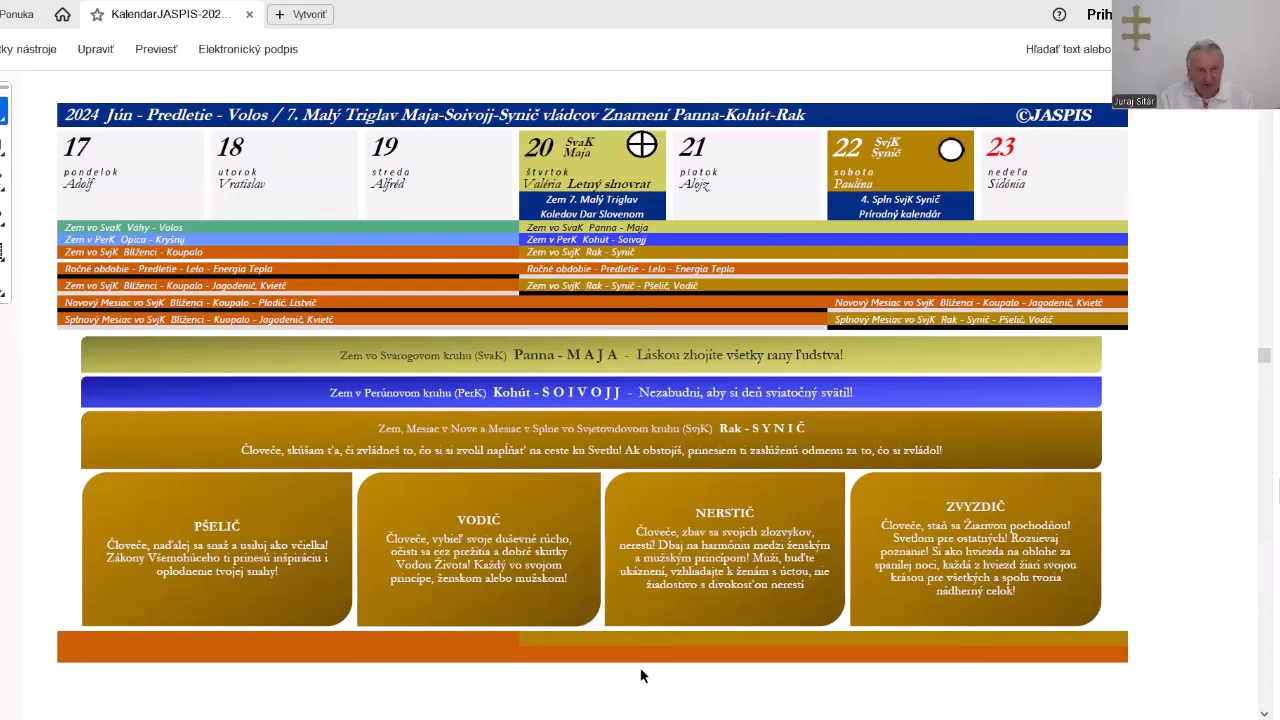 Ponuka
KalendarJASPIS-202...
Vytvoriť
Prih
ky nástroje
Upraviť
Previesť
Elektronický podpis
Hľadať text alebo
Juraj Sitár
2024 Jún - Predletie - Volos / 7. Malý Triglav Maja-Soivojj-Synič vládcov Znamení Panna-Kohút-Rak
©JASPIS
17
pondelok
Adolf
18
utorok
Vratislav
19
streda
Alfréd
20 SvaK
Maja
štvrtok
Valéria Letný slnovrat
Zem 7. Malý Triglav
Koledov Dar Slovenom
21
piatok
Alojz
22 SvjK
Synič
sobota
Paulína
4. Spln SvjK Synič
Prírodný kalendár
23
nedeľa
Sidónia
Zem vo SvaK Váhy - Volos
Zem vo SvaK Panna - Maja
Zem v PerK Opica - Kryšnij
Zem v PerK Kohút - Soivojj
Zem vo SvjK Blíženci - Koupalo
Zem vo SvjK Rak - Synič
Ročné obdobie - Predletie - Lelo - Energia Tepla
Ročné obdobie - Predletie - Lelo - Energia Tepla
Zem vo SvjK Blíženci - Koupalo - Jagodenič, Kvietč
Zem vo SvjK Rak - Synič - Pšelič, Vodič
Novový Mesiac vo SvjK Blíženci - Koupalo - Plodič, Listvič
Novový Mesiac vo SvjK Blíženci - Koupalo - Jagodenič, Kvietč
Splnový Mesiac vo SvjK Blíženci - Kuopalo - Jagodenič, Kvietč
Splnový Mesiac vo SvjK Rak - Synič - Pšelič, Vodič
Zem vo Svarogovom kruhu (SvaK) Panna - M A J A - Láskou zhojíte všetky rany ľudstva!
Zem v Perúnovom kruhu (PerK) Kohút - S O I V O J J - Nezabudni, aby si deň sviatočný svätil!
Zem, Mesiac v Nove a Mesiac v Splne vo Svjetovidovom kruhu (SvjK) Rak - S Y N I Č
Človeče, skúšam ťa, či zvládneš to, čo si si zvolil napĺňať na ceste ku Svetlu! Ak obstojíš, prinesiem ti zaslúženú odmenu za to, čo si zvládol!
PŠELIČ
Človeče, naďalej sa snaž a usiluj ako včielka!
Zákony Všemohúceho ti prinesú inšpiráciu i
oplodnenie tvojej snahy!
VODIČ
Človeče, vybieľ svoje duševné rúcho,
očisti sa cez prežitia a dobré skutky
Vodou Života! Každý vo svojom
princípe, ženskom alebo mužskom!
NERSTIČ
Človeče, zbav sa svojich zlozvykov,
nerestí! Dbaj na harmóniu medzi ženským
a mužským princípom! Muži, buďte
ukáznení, vzhliadajte k ženám s úctou, nie
žiadostivo s divokosťou nerestí
ZVYZDIČ
Človeče, staň sa Žiarivou pochodňou!
Svetlom pre ostatných! Rozsievaj
poznanie! Si ako hviezda na oblohe za
spanilej noci, každá z hviezd žiari svojou
krásou pre všetkých a spolu tvoria
nádherný celok!